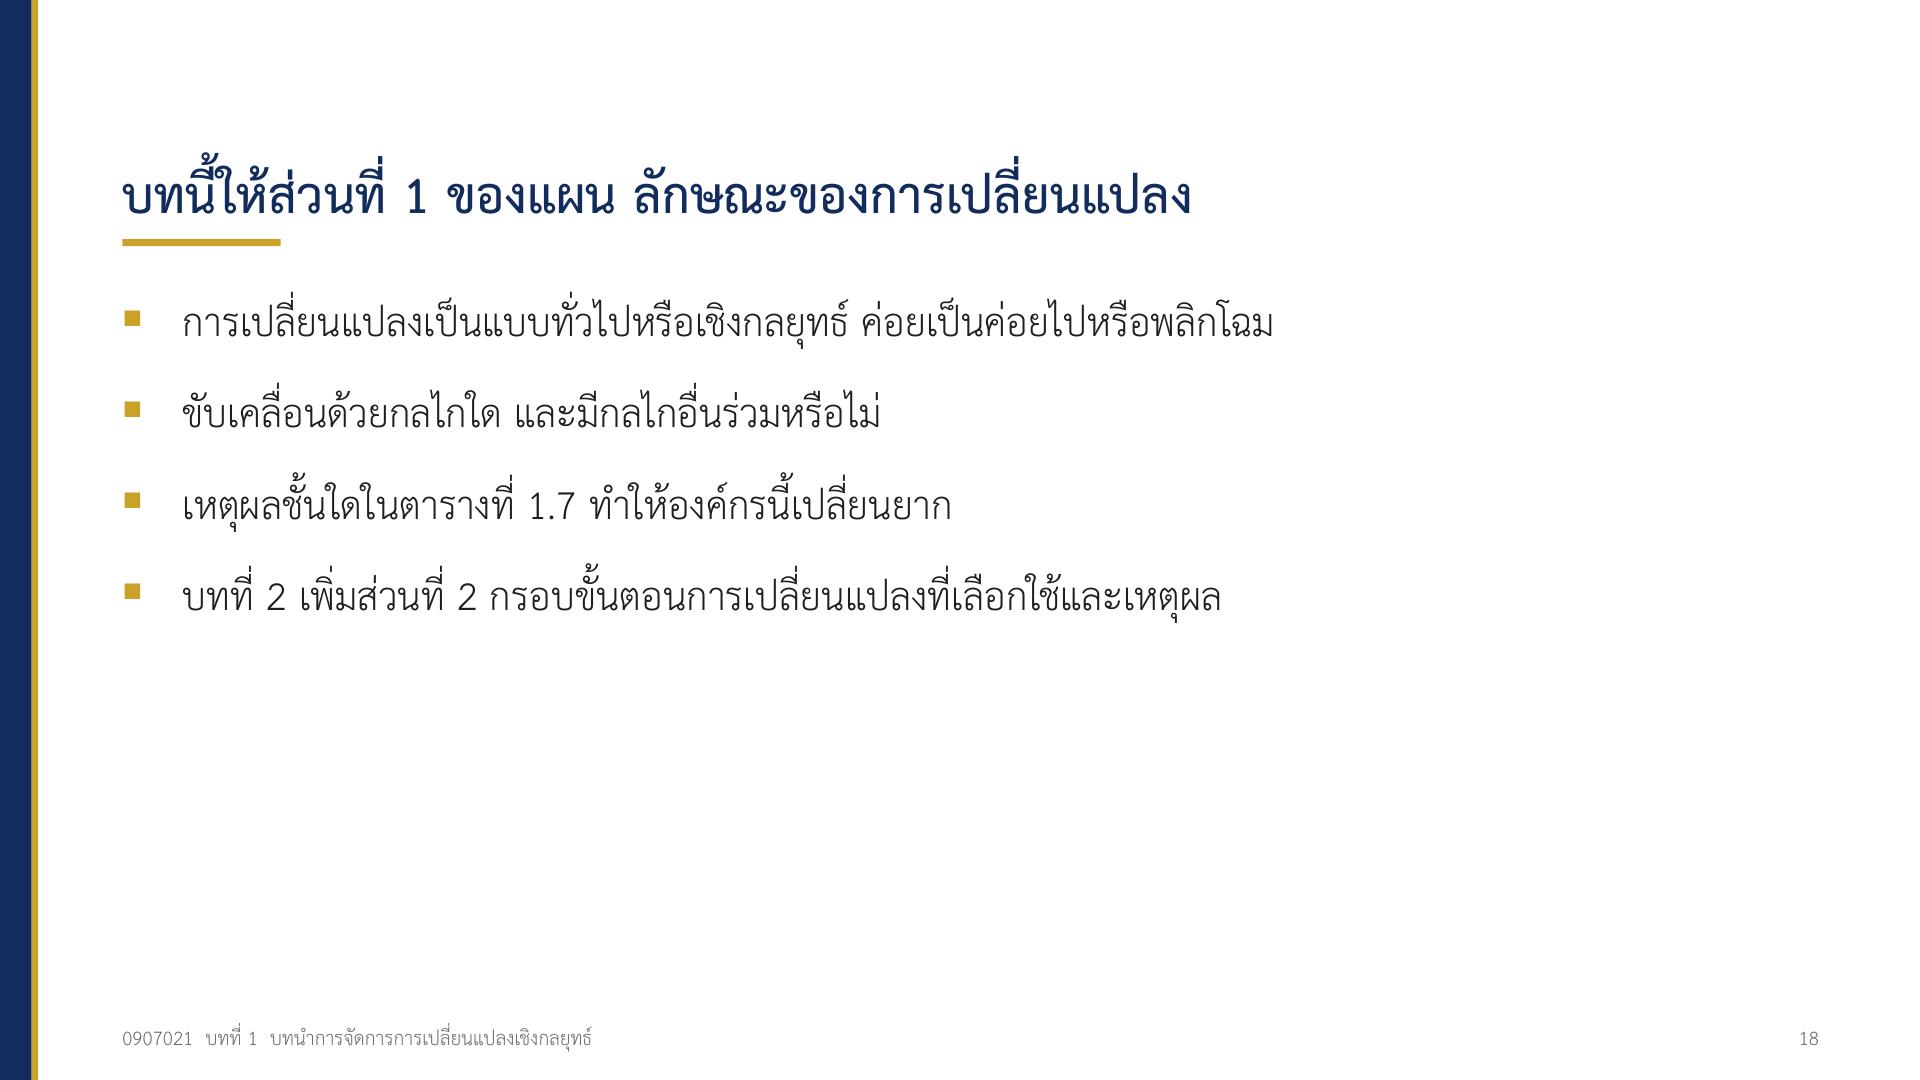 บทนี้ให้ส่วนที่ 1 ของแผน ลักษณะของการเปลี่ยนแปลง
การเปลี่ยนแปลงเป็นแบบทั่วไปหรือเชิงกลยุทธ์ ค่อยเป็นค่อยไปหรือพลิกโฉม
ขับเคลื่อนด้วยกลไกใด และมีกลไกอื่นร่วมหรือไม่
เหตุผลชั้นใดในตารางที่ 1.7 ทำให้องค์กรนี้เปลี่ยนยาก
บทที่ 2 เพิ่มส่วนที่ 2 กรอบขั้นตอนการเปลี่ยนแปลงที่เลือกใช้และเหตุผล
0907021 บทที่ 1 บทนำการจัดการการเปลี่ยนแปลงเชิงกลยุทธ์
18